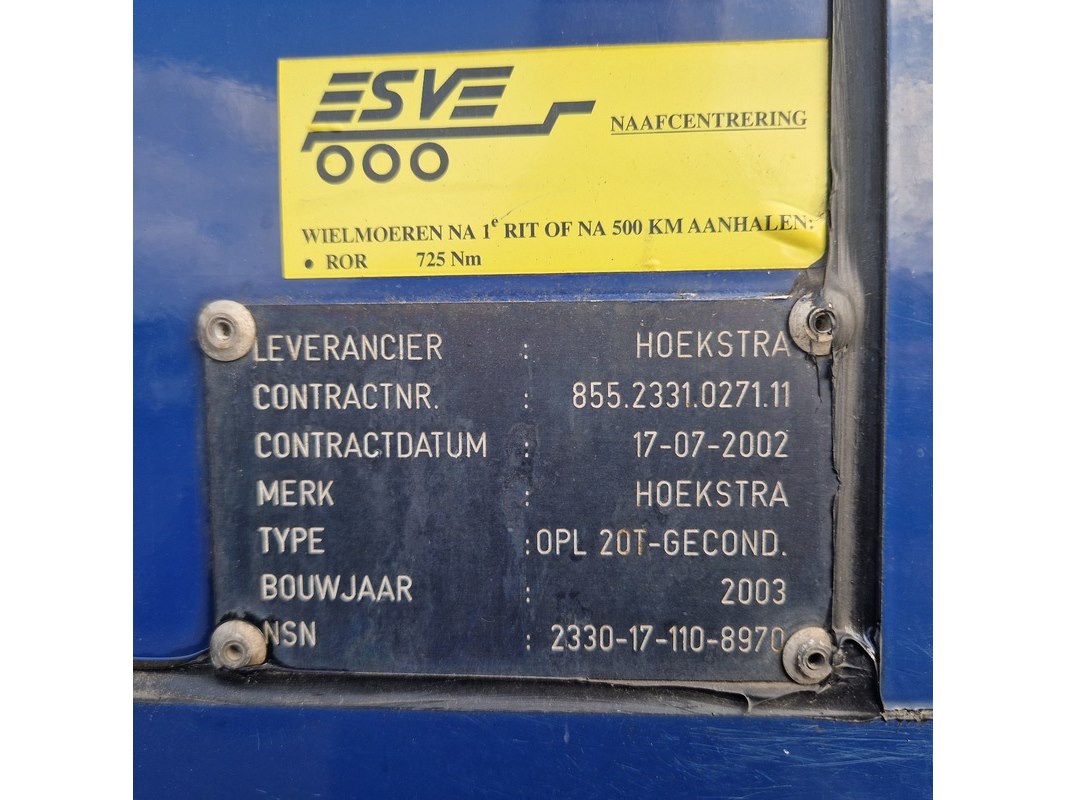 ESVE
NAAFCENTRERING
WIELMOEREN NA 1e RIT OF NA 500 KM AANHALEN:
• ROR 725 Nm
LEVERANCIER : HOEKSTRA
CONTRACTNR. : 855.2331.0271.11
CONTRACTDATUM : 17-07-2002
MERK : HOEKSTRA
TYPE : OPL 20T-GECOND.
BOUWJAAR : 2003
NSN : 2330-17-110-8970